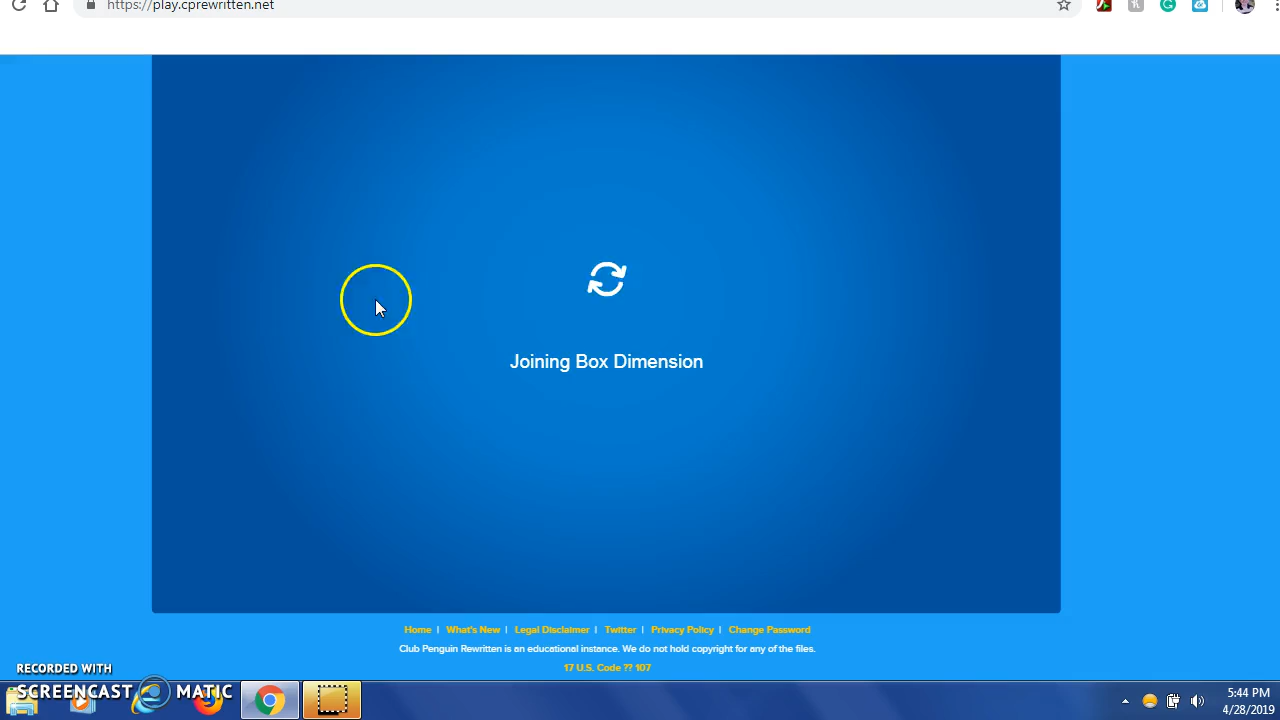 https://play.cprewritten.net
Joining Box Dimension
Home | What's New | Legal Disclaimer | Twitter | Privacy Policy | Change Password
Club Penguin Rewritten is an educational instance. We do not hold copyright for any of the files.
17 U.S. Code ?? 107
RECORDED WITH
SCREENCAST MATIC
5:44 PM
4/28/2019